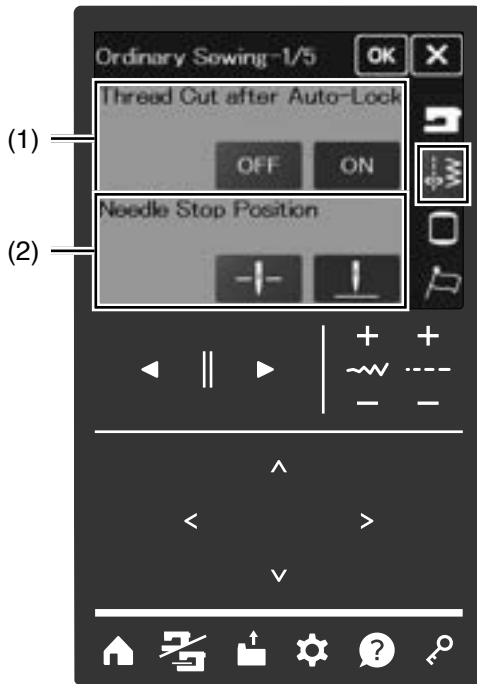 Ordinary Sewing-1/5 OK X
Thread Cut after Auto-Lock
(1)
OFF ON
Needle Stop Position
(2)